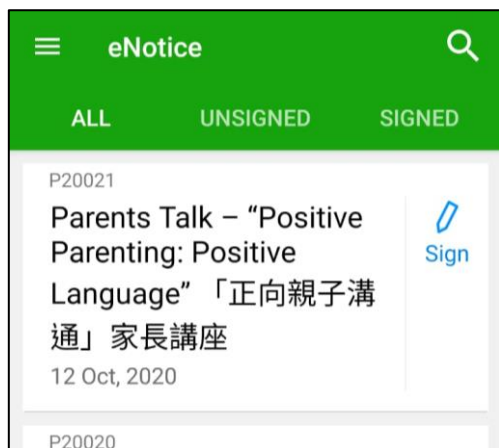 eNotice
ALL UNSIGNED SIGNED
P20021
Parents Talk – “Positive
Parenting: Positive
Language” 「正向親子溝
通」家長講座
Sign
12 Oct, 2020
P20020